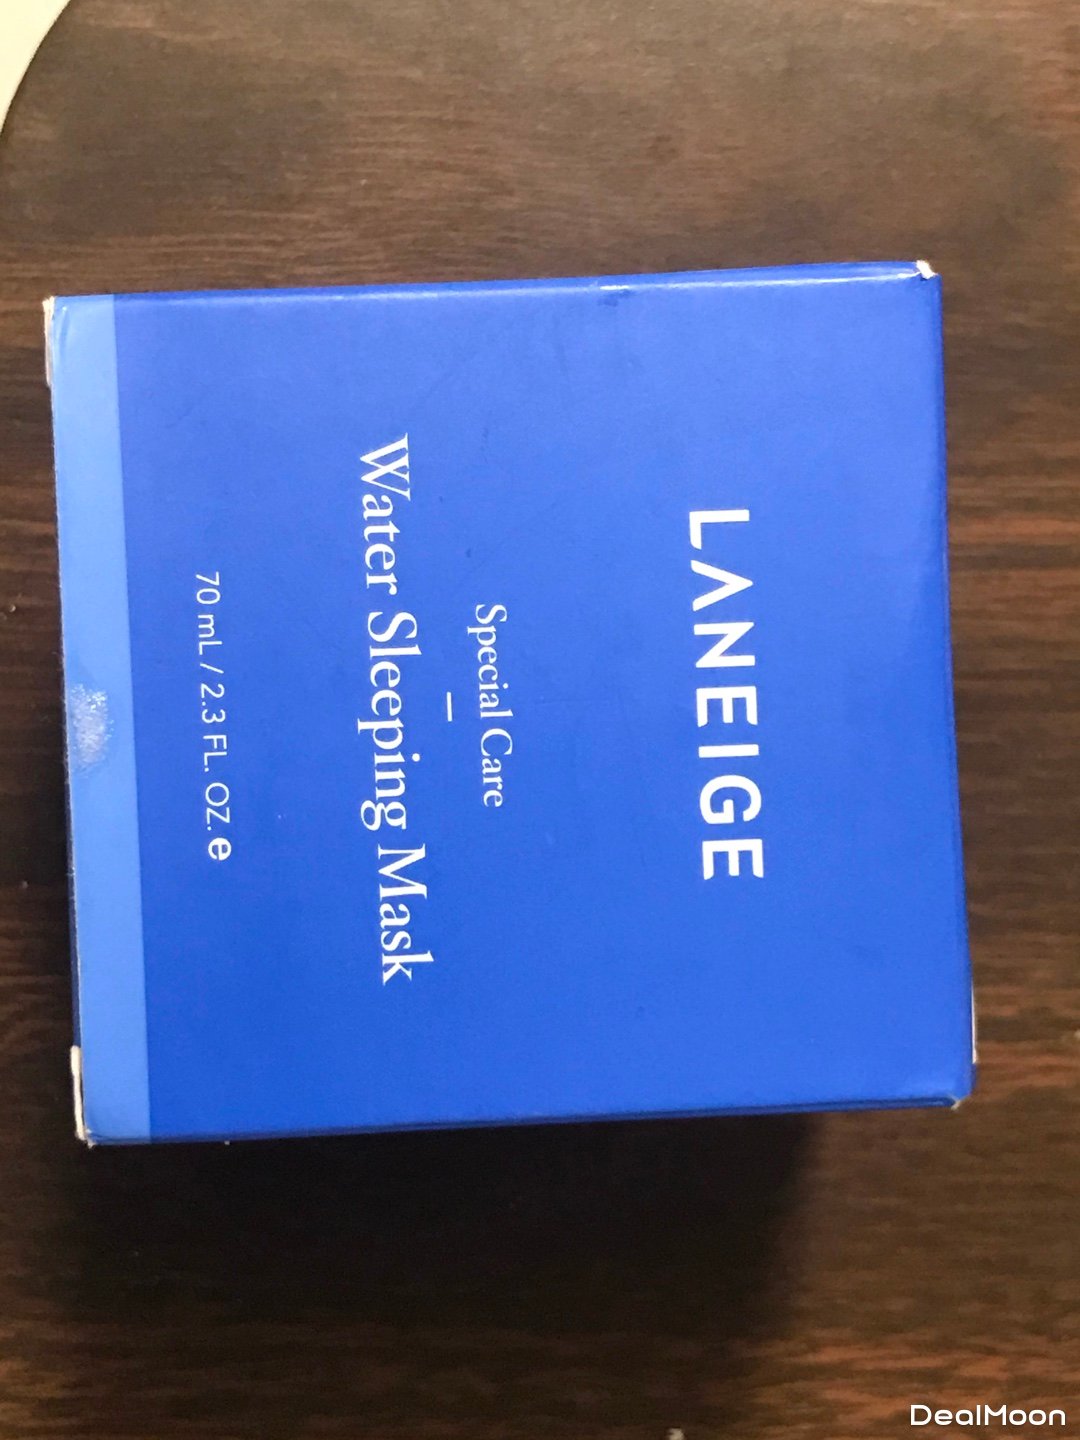 LANEIGE
Special Care
Water Sleeping Mask
70 mL / 2.3 FL. OZ. ℮
DealMoon